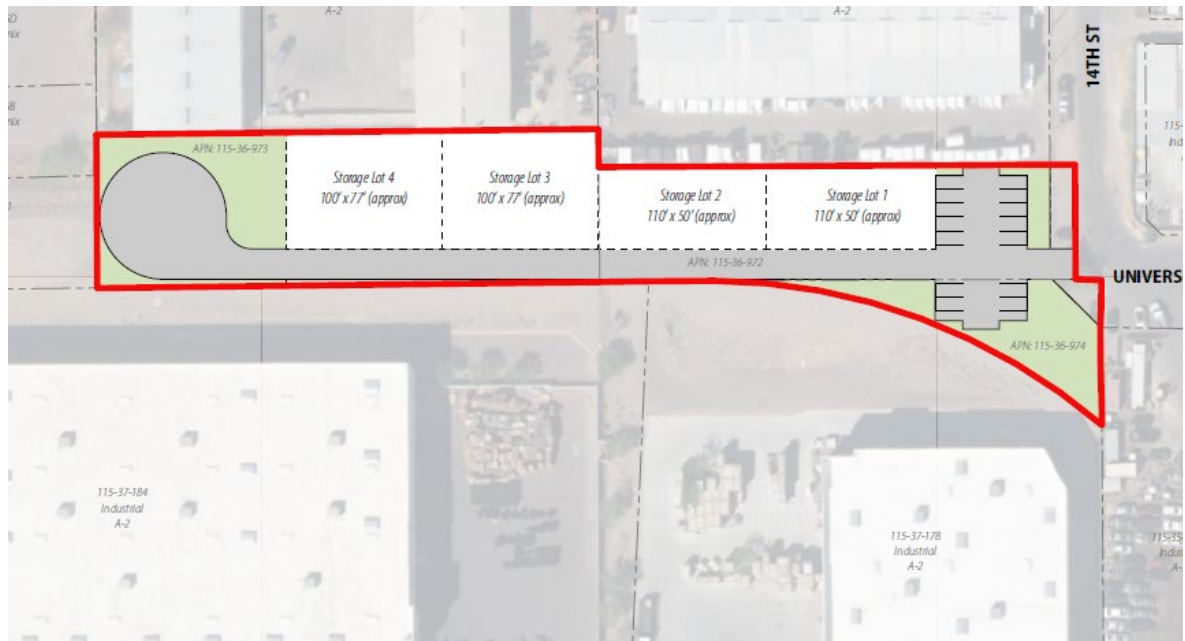 A-2
A-2
14TH ST
APN: 115-36-973
Storage Lot 4
100' x 77' (approx)
Storage Lot 3
100' x 77' (approx)
Storage Lot 2
110' x 50' (approx)
Storage Lot 1
110' x 50' (approx)
APN: 115-36-972
UNIVERS
APN: 115-36-974
115-37-184
Industrial
A-2
115-37-178
Industrial
A-2